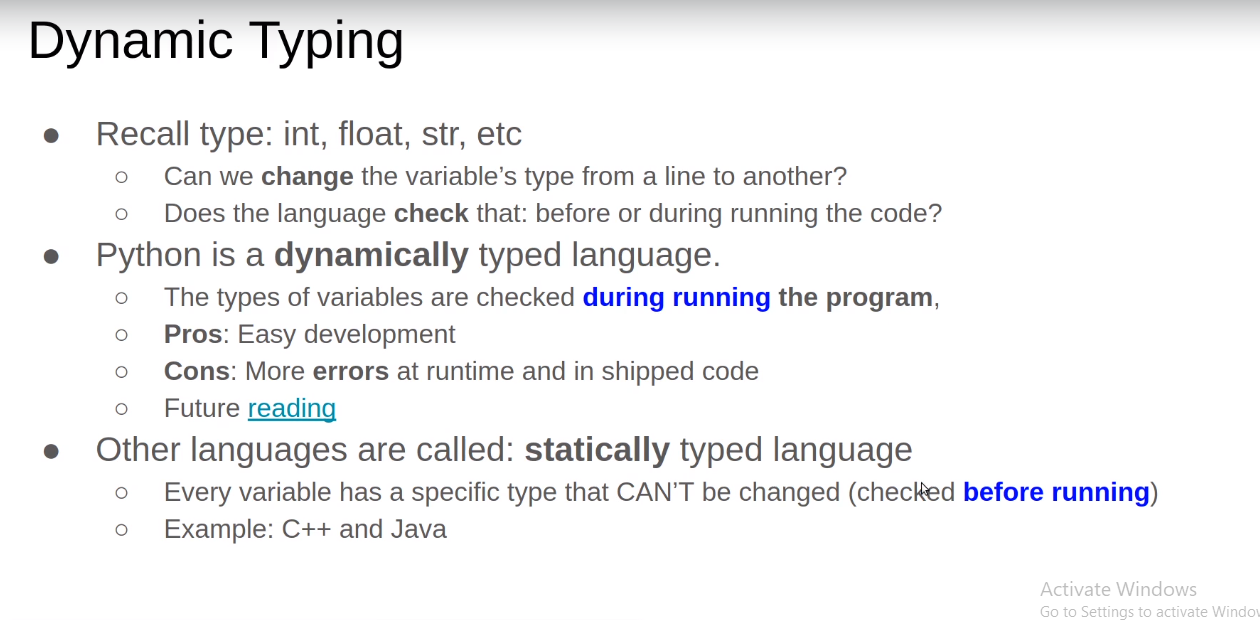 Dynamic Typing
● Recall type: int, float, str, etc
○ Can we change the variable’s type from a line to another?
○ Does the language check that: before or during running the code?
● Python is a dynamically typed language.
○ The types of variables are checked during running the program,
○ Pros: Easy development
○ Cons: More errors at runtime and in shipped code
○ Future reading
● Other languages are called: statically typed language
○ Every variable has a specific type that CAN’T be changed (checked before running)
○ Example: C++ and Java
Activate Windows
Go to Settings to activate Window